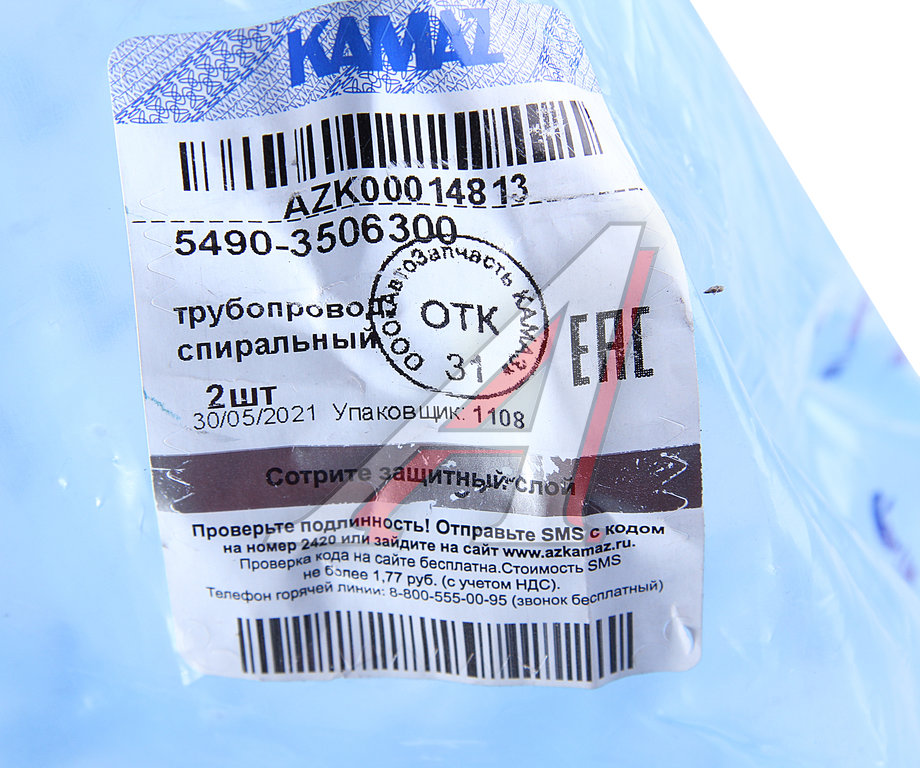 KAMAZ
AZK00014813
5490-3506300
ООО "АвтоЗапчасть КАМАЗ"
ОТК
31
EAC
трубопровод
спиральный
2шт
30/05/2021 Упаковщик: 1108
Сотрите защитный слой
Проверьте подлинность! Отправьте SMS с кодом
на номер 2420 или зайдите на сайт www.azkamaz.ru.
Проверка кода на сайте бесплатна.Стоимость SMS
не более 1,77 руб. (с учетом НДС).
Телефон горячей линии: 8-800-555-00-95 (звонок бесплатный)